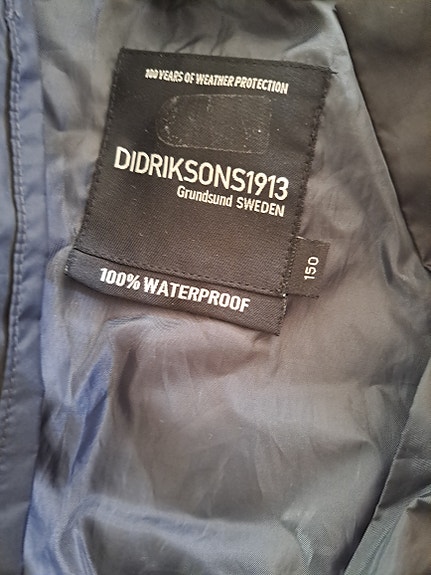 100 YEARS OF WEATHER PROTECTION
DIDRIKSONS1913
Grundsund SWEDEN
150
100% WATERPROOF